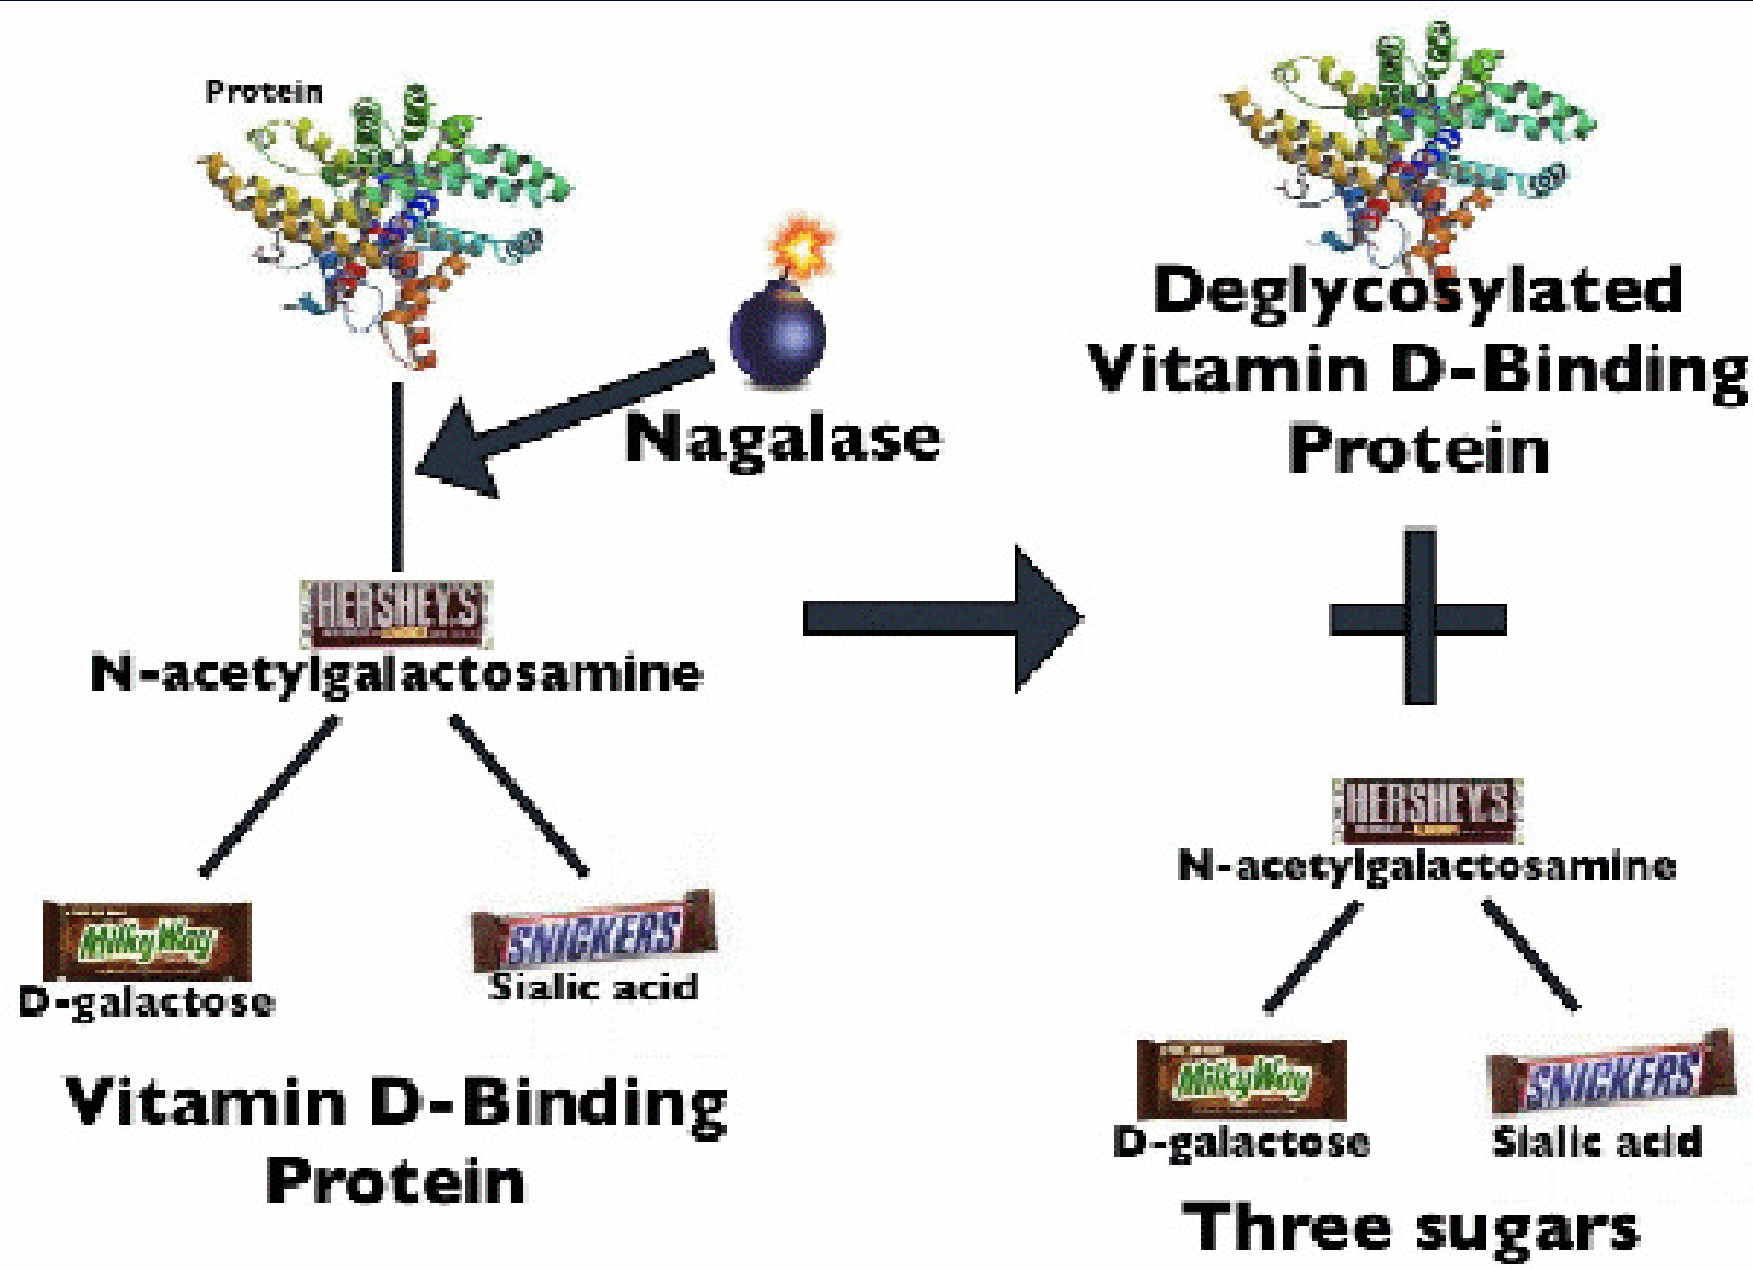 Protein
Nagalase
HERSHEY'S
N-acetylgalactosamine
Milky Way
D-galactose
SNICKERS
Sialic acid
Vitamin D-Binding
Protein
Deglycosylated
Vitamin D-Binding
Protein
HERSHEY'S
N-acetylgalactosamine
Milky Way
D-galactose
SNICKERS
Sialic acid
Three sugars